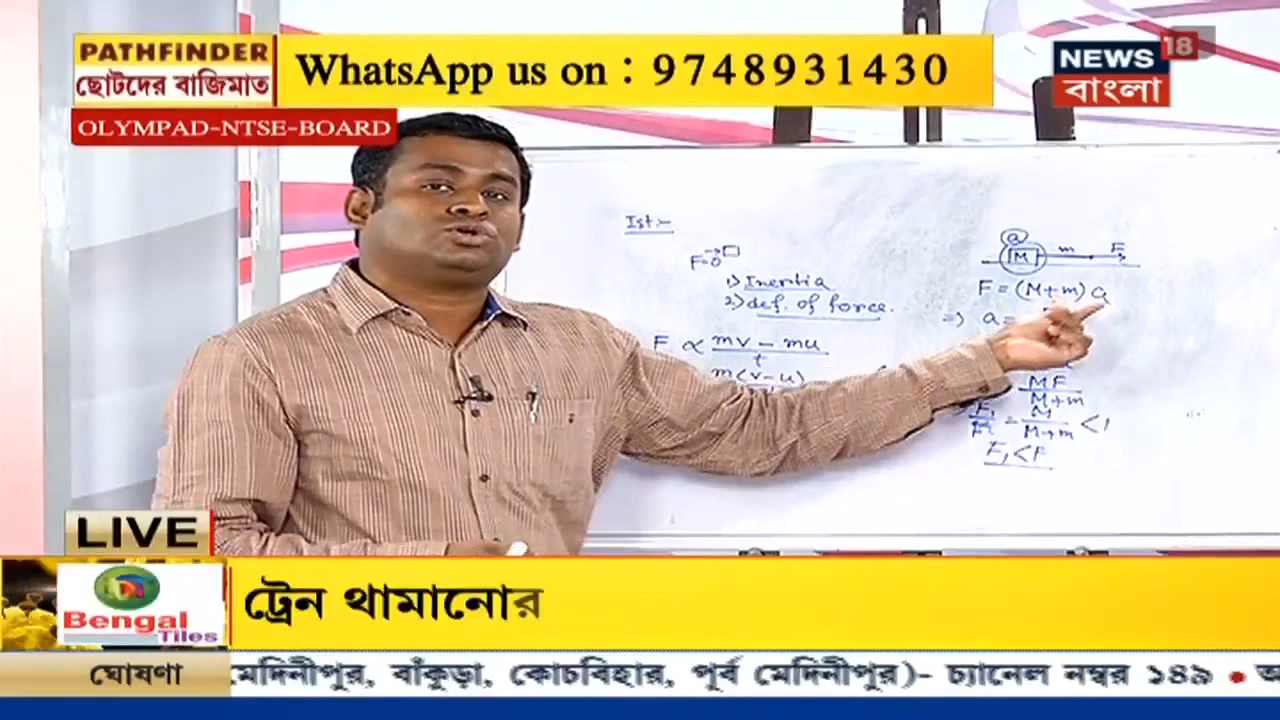 PATHFINDER
ছোটদের বাজিমাত
WhatsApp us on : 9748931430
NEWS 18
বাংলা
OLYMPAD-NTSE-BOARD
Ist:-
F=0
1) Inertia
2) def. of force.
F ∝ mv - mu / t
m(v-u)
a
M
m
F
F = (M+m) a
=> a =
MF / M+m
F₁/F = M / M+m < 1
F₁ < F
LIVE
Bengal
Tiles
ট্রেন থামানোর
ঘোষণা
মেদিনীপুর, বাঁকুড়া, কোচবিহার, পূর্ব মেদিনীপুর)- চ্যানেল নম্বর ১৪৯ •